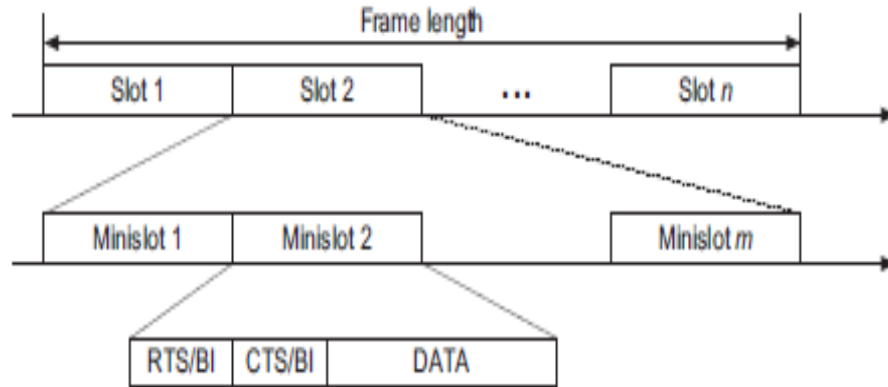 Frame length
Slot 1 Slot 2 ... Slot n
Minislot 1 Minislot 2 Minislot m
RTS/BI CTS/BI DATA